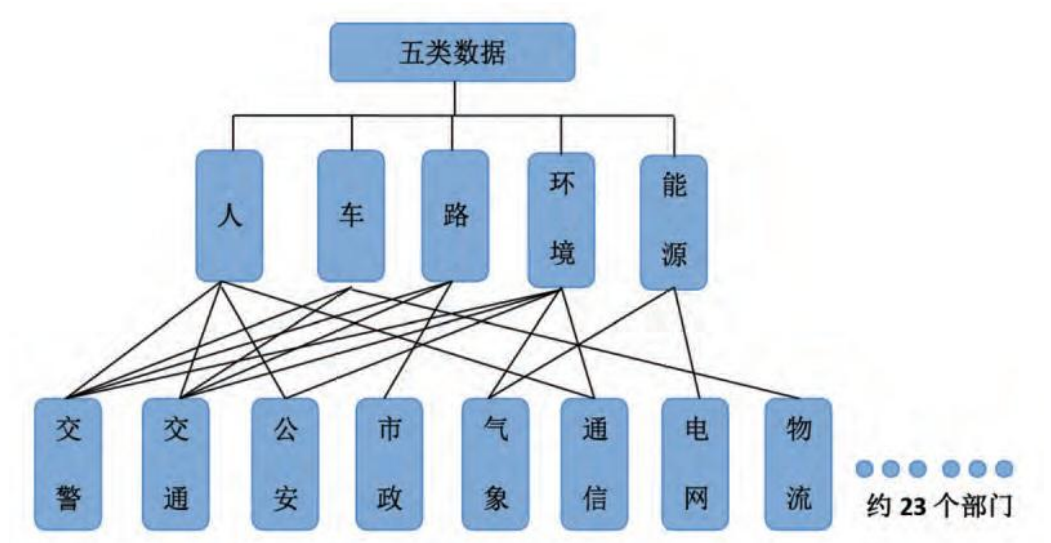 五类数据
人
车
路
环境
能源
交警
交通
公安
市政
气象
通信
电网
物流
约 23 个部门